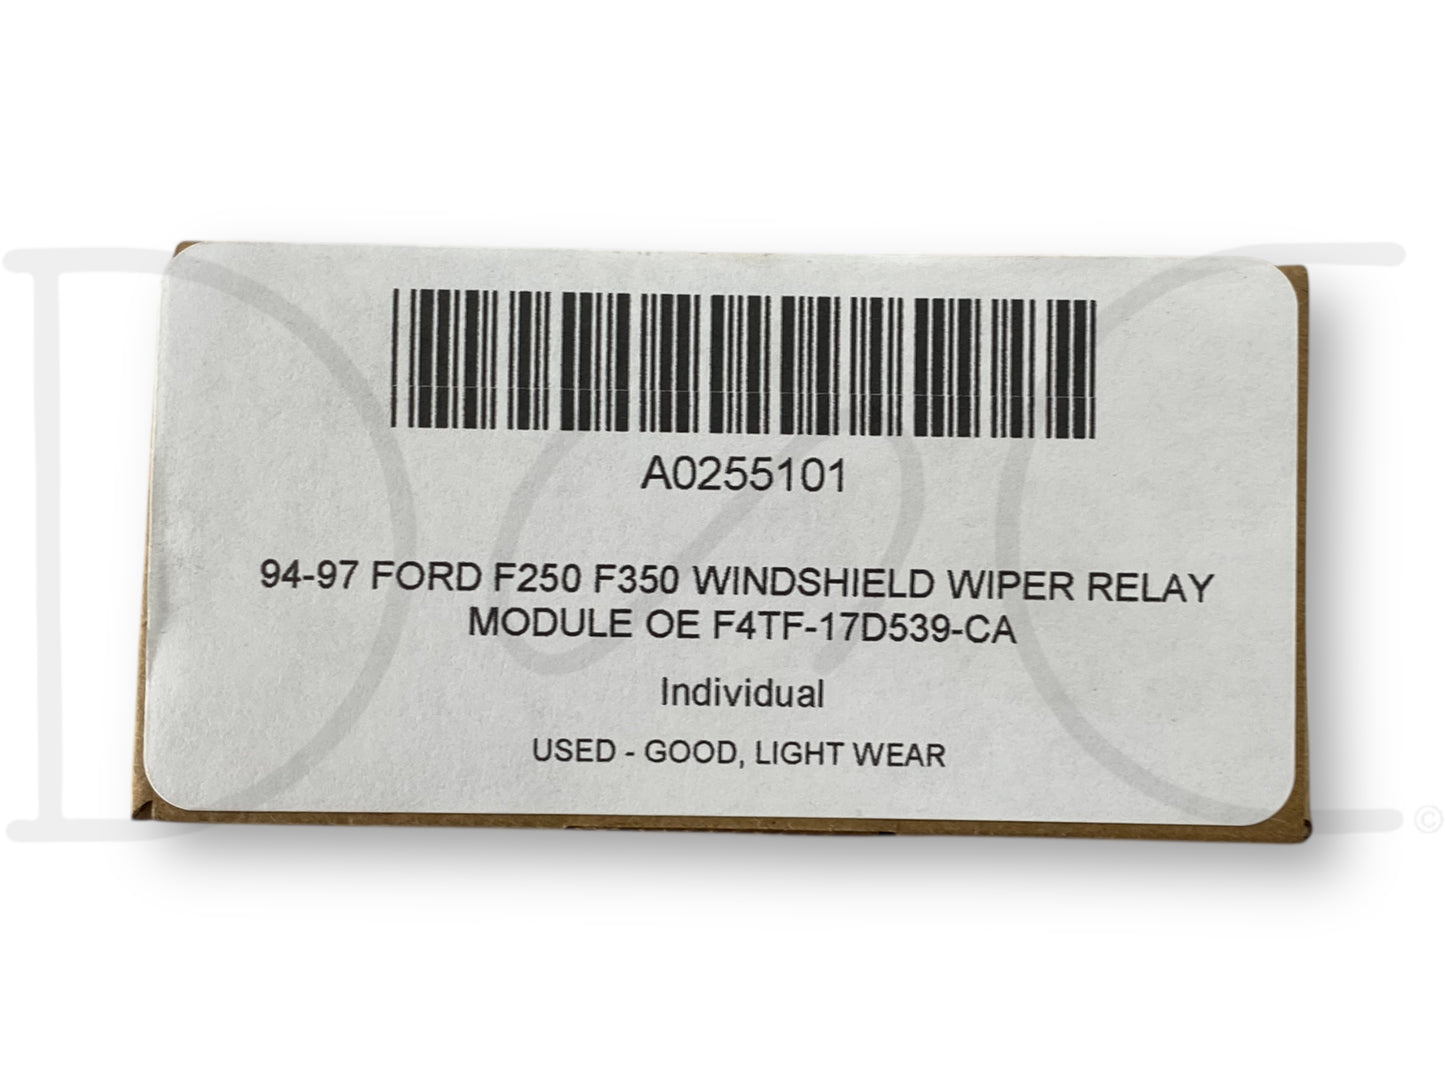 A0255101
94-97 FORD F250 F350 WINDSHIELD WIPER RELAY
MODULE OE F4TF-17D539-CA
Individual
USED - GOOD, LIGHT WEAR
©